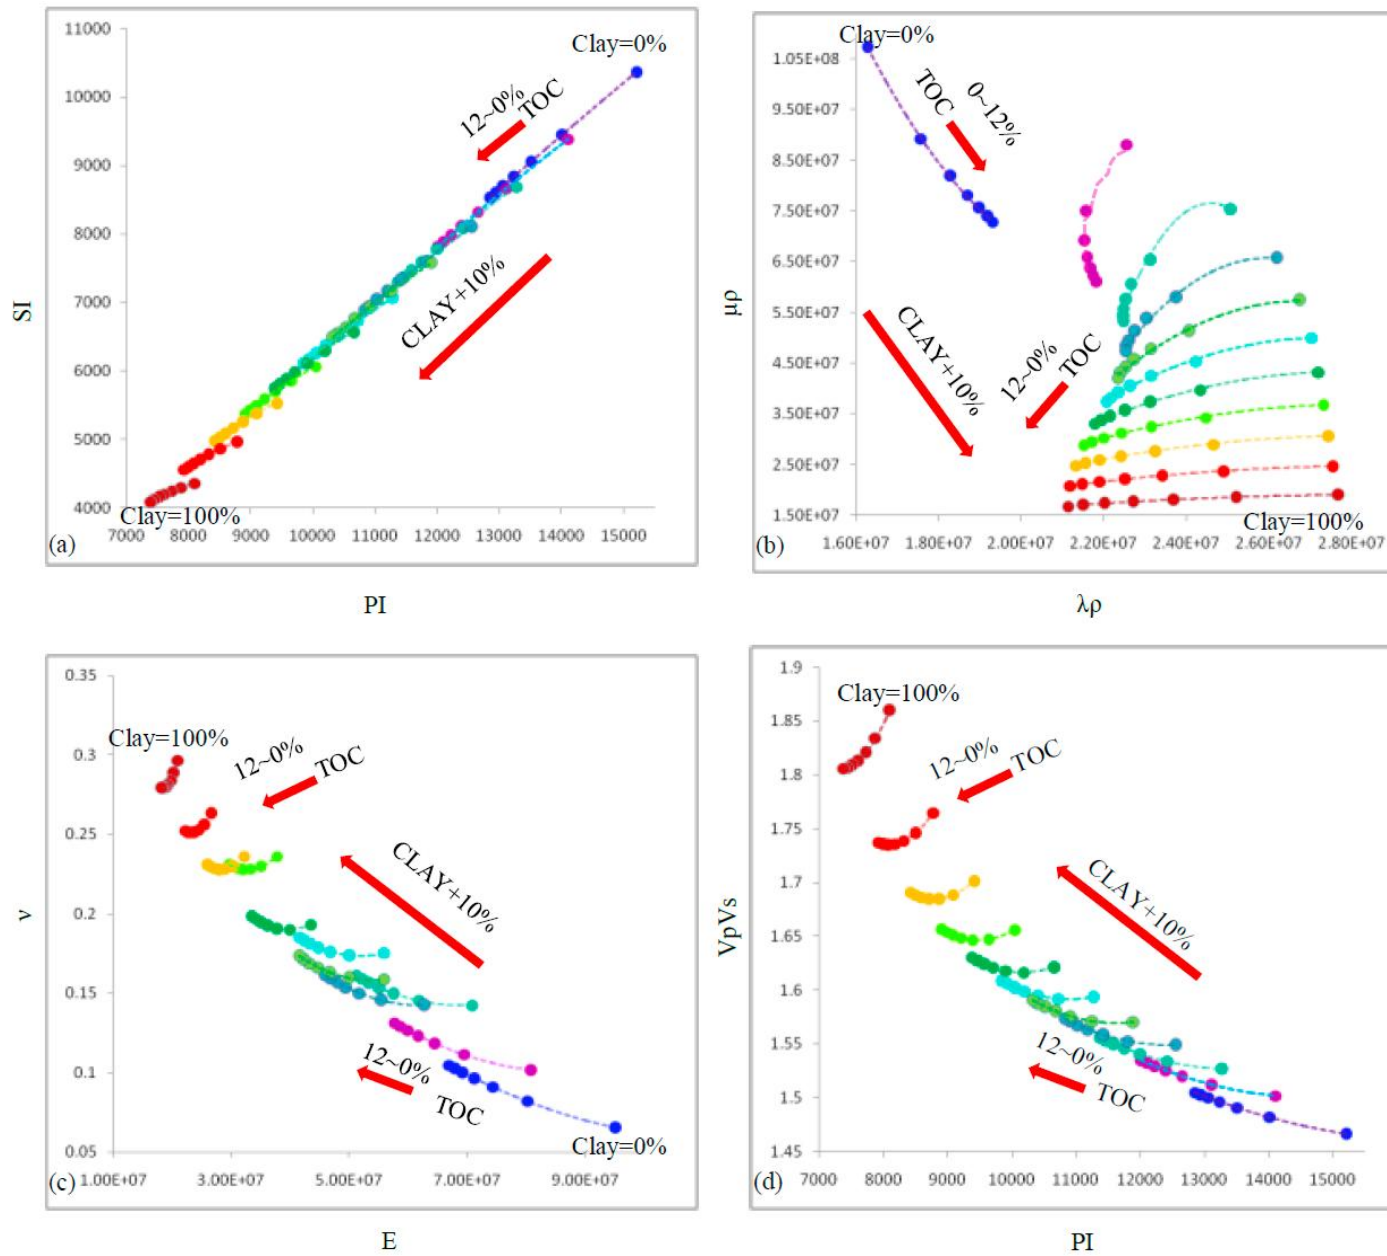 11000
10000
9000
8000
7000
6000
5000
4000
SI
Clay=0%
12~0%
TOC
CLAY+10%
Clay=100%
7000 8000 9000 10000 11000 12000 13000 14000 15000
(a)
PI
1.05E+08
9.50E+07
8.50E+07
7.50E+07
6.50E+07
5.50E+07
4.50E+07
3.50E+07
2.50E+07
1.50E+07
μρ
Clay=0%
TOC
0~12%
CLAY+10%
12~0%
TOC
Clay=100%
1.60E+07 1.80E+07 2.00E+07 2.20E+07 2.40E+07 2.60E+07 2.80E+07
(b)
λρ
0.35
0.3
0.25
0.2
0.15
0.1
0.05
ν
Clay=100%
12~0%
TOC
CLAY+10%
12~0%
TOC
Clay=0%
1.00E+07 3.00E+07 5.00E+07 7.00E+07 9.00E+07
(c)
E
1.9
1.85
1.8
1.75
1.7
1.65
1.6
1.55
1.5
1.45
VpVs
Clay=100%
12~0%
TOC
CLAY+10%
12~0%
TOC
7000 8000 9000 10000 11000 12000 13000 14000 15000
(d)
PI